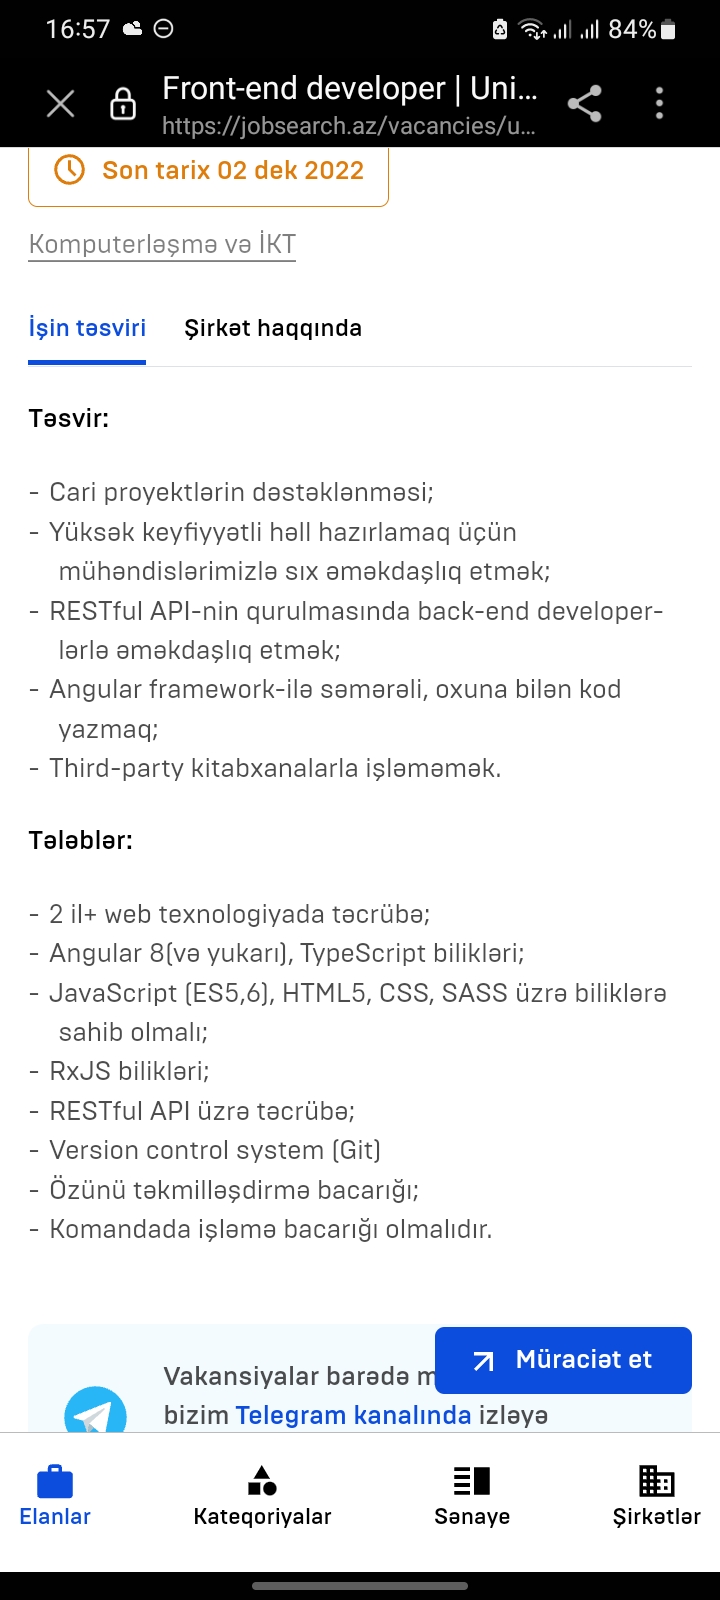 16:57
84%
Front-end developer | Uni...
https://jobsearch.az/vacancies/u...
Son tarix 02 dek 2022
Komputerləşmə və İKT
İşin təsviri Şirkət haqqında
Təsvir:
- Cari proyektlərin dəstəklənməsi;
- Yüksək keyfiyyətli həll hazırlamaq üçün
mühəndislərimizlə sıx əməkdaşlıq etmək;
- RESTful API-nin qurulmasında back-end developer-
lərlə əməkdaşlıq etmək;
- Angular framework-ilə səmərəli, oxuna bilən kod
yazmaq;
- Third-party kitabxanalarla işləməmək.
Tələblər:
- 2 il+ web texnologiyada təcrübə;
- Angular 8(və yukarı), TypeScript bilikləri;
- JavaScript (ES5,6), HTML5, CSS, SASS üzrə biliklərə
sahib olmalı;
- RxJS bilikləri;
- RESTful API üzrə təcrübə;
- Version control system (Git)
- Özünü təkmilləşdirmə bacarığı;
- Komandada işləmə bacarığı olmalıdır.
Vakansiyalar barədə m
Müraciət et
bizim Telegram kanalında izləyə
Elanlar Kateqoriyalar Sənaye Şirkətlər